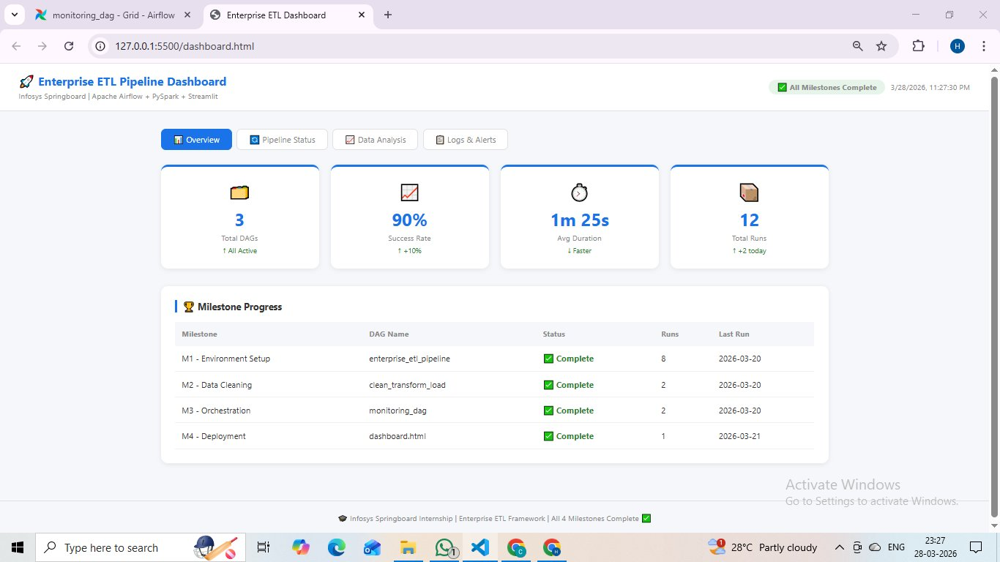 monitoring_dag - Grid - Airflow
Enterprise ETL Dashboard
127.0.0.1:5500/dashboard.html
H
🚀 Enterprise ETL Pipeline Dashboard
Infosys Springboard | Apache Airflow + PySpark + Streamlit
✅ All Milestones Complete 3/28/2026, 11:27:30 PM
📊 Overview 🔄 Pipeline Status 📈 Data Analysis 📋 Logs & Alerts
3 90% 1m 25s 12
Total DAGs Success Rate Avg Duration Total Runs
↑ All Active ↑ +10% ↓ Faster ↑ +2 today
🏆 Milestone Progress
Milestone DAG Name Status Runs Last Run
M1 - Environment Setup enterprise_etl_pipeline ✅ Complete 8 2026-03-20
M2 - Data Cleaning clean_transform_load ✅ Complete 2 2026-03-20
M3 - Orchestration monitoring_dag ✅ Complete 2 2026-03-20
M4 - Deployment dashboard.html ✅ Complete 1 2026-03-21
Activate Windows
Go to Settings to activate Windows.
🎓 Infosys Springboard Internship | Enterprise ETL Framework | All 4 Milestones Complete ✅
Type here to search
1
C
H
1
28°C Partly cloudy
ENG
23:27
28-03-2026